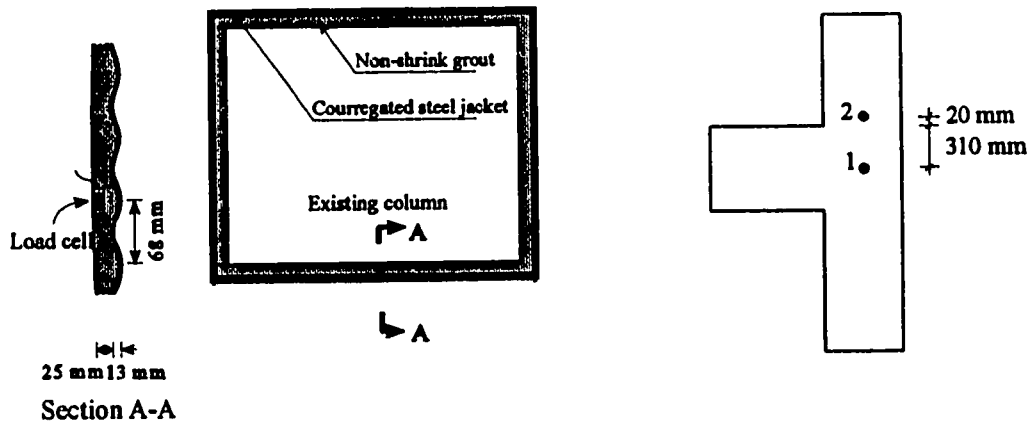 Non-shrink grout
Courregated steel jacket
Existing column
A
A
Load cell
68 mm
25 mm 13 mm
Section A-A
2
20 mm
310 mm
1